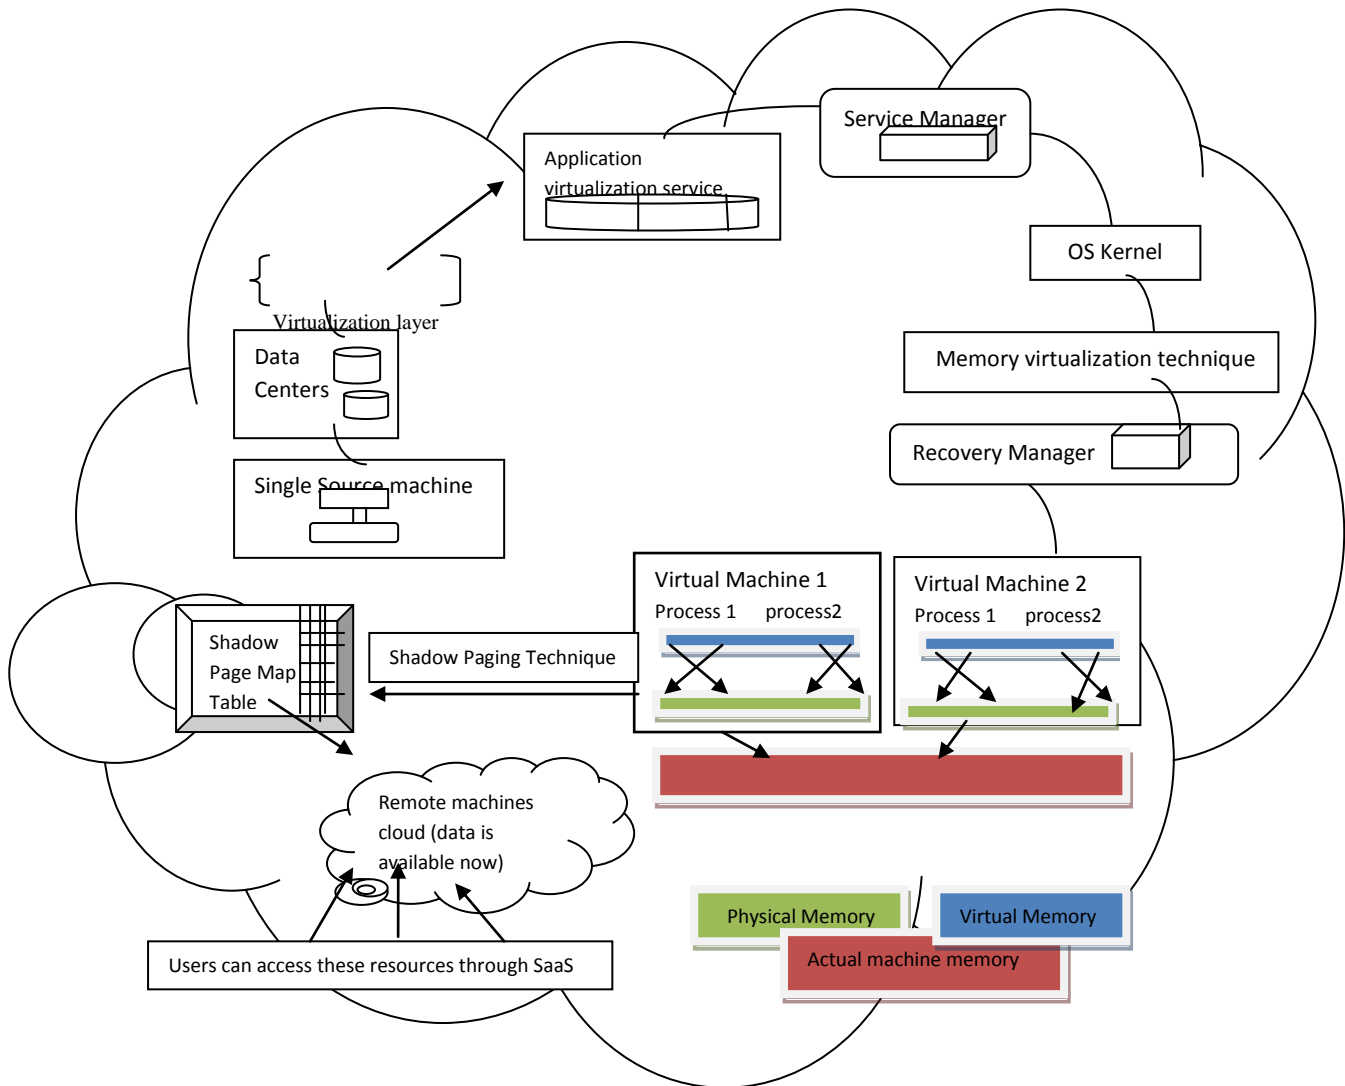 Service Manager
Application
virtualization service
OS Kernel
Virtualization layer
Data
Centers
Memory virtualization technique
Recovery Manager
Single Source machine
Virtual Machine 1
Process 1 process2
Virtual Machine 2
Process 1 process2
Shadow
Page Map
Table
Shadow Paging Technique
Remote machines
cloud (data is
available now)
Physical Memory
Virtual Memory
Actual machine memory
Users can access these resources through SaaS